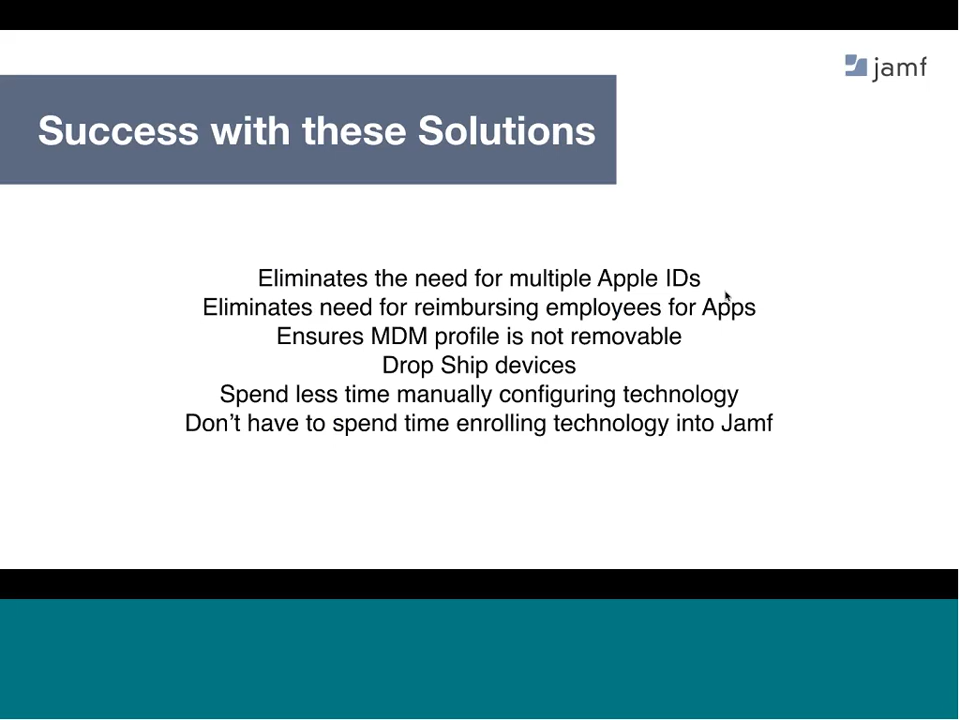 jamf
Success with these Solutions
Eliminates the need for multiple Apple IDs
Eliminates need for reimbursing employees for Apps
Ensures MDM profile is not removable
Drop Ship devices
Spend less time manually configuring technology
Don’t have to spend time enrolling technology into Jamf